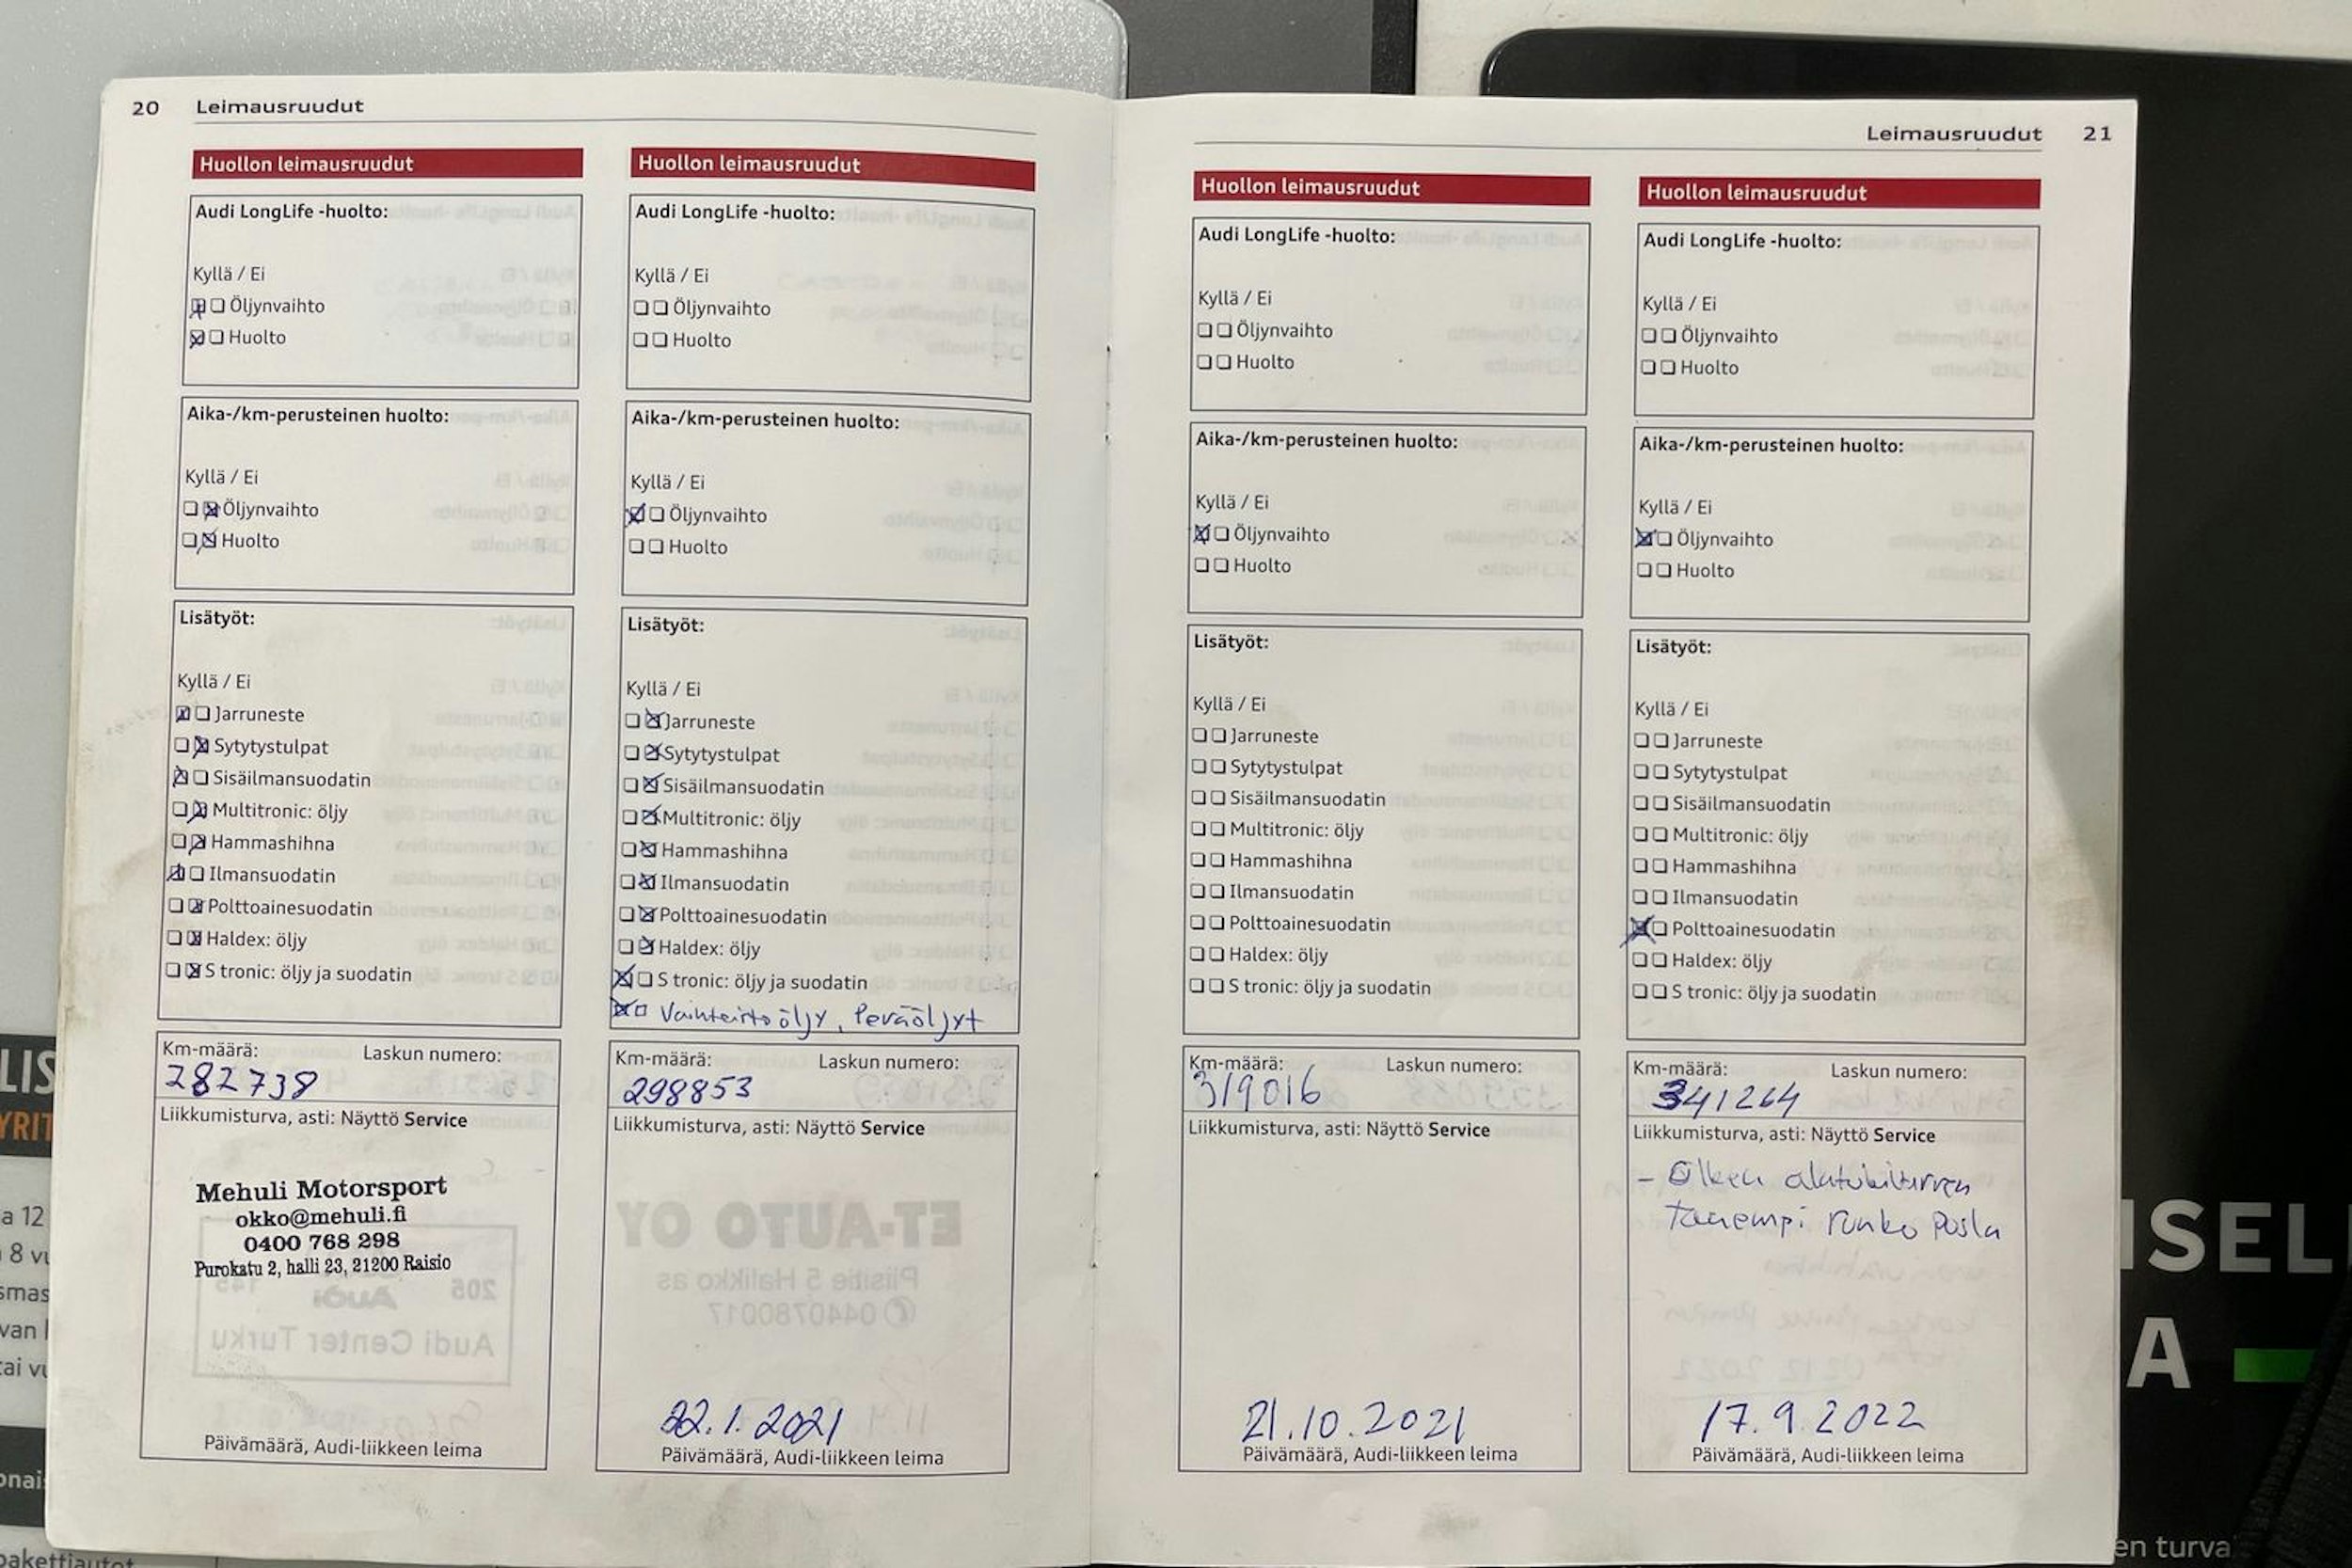 20 Leimausruudut
Huollon leimausruudut
Audi LongLife -huolto:
Kyllä / Ei
Öljynvaihto
Huolto
Aika-/km-perusteinen huolto:
Kyllä / Ei
Öljynvaihto
Huolto
Lisätyöt:
Kyllä / Ei
Jarruneste
Sytytystulpat
Sisäilmansuodatin
Multitronic: öljy
Hammashihna
Ilmansuodatin
Polttoainesuodatin
Haldex: öljy
S tronic: öljy ja suodatin
Km-määrä: Laskun numero:
282738
Liikkumisturva, asti: Näyttö Service
Mehuli Motorsport
okko@mehuli.fi
0400 768 298
Purokatu 2, halli 23, 21200 Raisio
Päivämäärä, Audi-liikkeen leima
Huollon leimausruudut
Audi LongLife -huolto:
Kyllä / Ei
Öljynvaihto
Huolto
Aika-/km-perusteinen huolto:
Kyllä / Ei
Öljynvaihto
Huolto
Lisätyöt:
Kyllä / Ei
Jarruneste
Sytytystulpat
Sisäilmansuodatin
Multitronic: öljy
Hammashihna
Ilmansuodatin
Polttoainesuodatin
Haldex: öljy
S tronic: öljy ja suodatin
Vaihteistoöljy, Peräöljyt
Km-määrä: Laskun numero:
298853
Liikkumisturva, asti: Näyttö Service
22.1.2021
Päivämäärä, Audi-liikkeen leima
Leimausruudut 21
Huollon leimausruudut
Audi LongLife -huolto:
Kyllä / Ei
Öljynvaihto
Huolto
Aika-/km-perusteinen huolto:
Kyllä / Ei
Öljynvaihto
Huolto
Lisätyöt:
Kyllä / Ei
Jarruneste
Sytytystulpat
Sisäilmansuodatin
Multitronic: öljy
Hammashihna
Ilmansuodatin
Polttoainesuodatin
Haldex: öljy
S tronic: öljy ja suodatin
Km-määrä: Laskun numero:
319016
Liikkumisturva, asti: Näyttö Service
21.10.2021
Päivämäärä, Audi-liikkeen leima
Huollon leimausruudut
Audi LongLife -huolto:
Kyllä / Ei
Öljynvaihto
Huolto
Aika-/km-perusteinen huolto:
Kyllä / Ei
Öljynvaihto
Huolto
Lisätyöt:
Kyllä / Ei
Jarruneste
Sytytystulpat
Sisäilmansuodatin
Multitronic: öljy
Hammashihna
Ilmansuodatin
Polttoainesuodatin
Haldex: öljy
S tronic: öljy ja suodatin
Km-määrä: Laskun numero:
341264
Liikkumisturva, asti: Näyttö Service
- Oikea alatukivarren
taaempi runko Pusla
17.9.2022
Päivämäärä, Audi-liikkeen leima